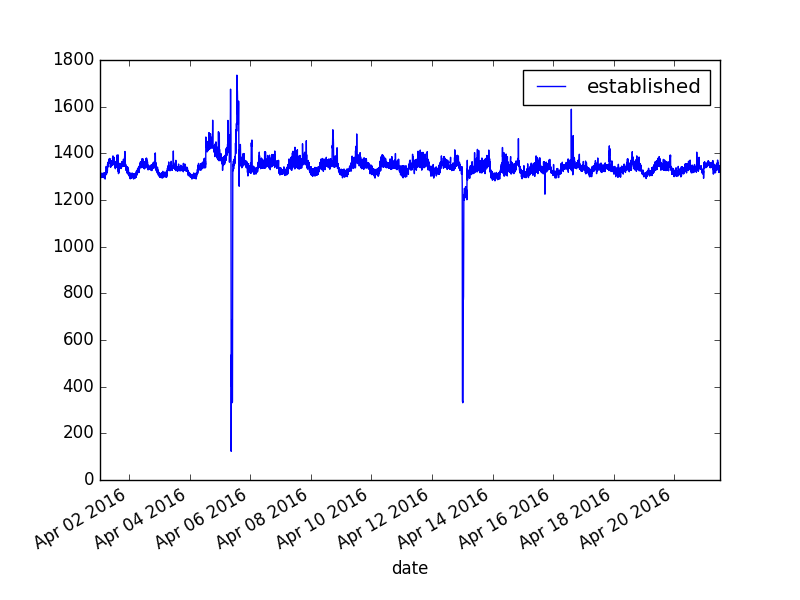 1800
1600
1400
1200
1000
800
600
400
200
0
established
Apr 02 2016
Apr 04 2016
Apr 06 2016
Apr 08 2016
Apr 10 2016
Apr 12 2016
Apr 14 2016
Apr 16 2016
Apr 18 2016
Apr 20 2016
date